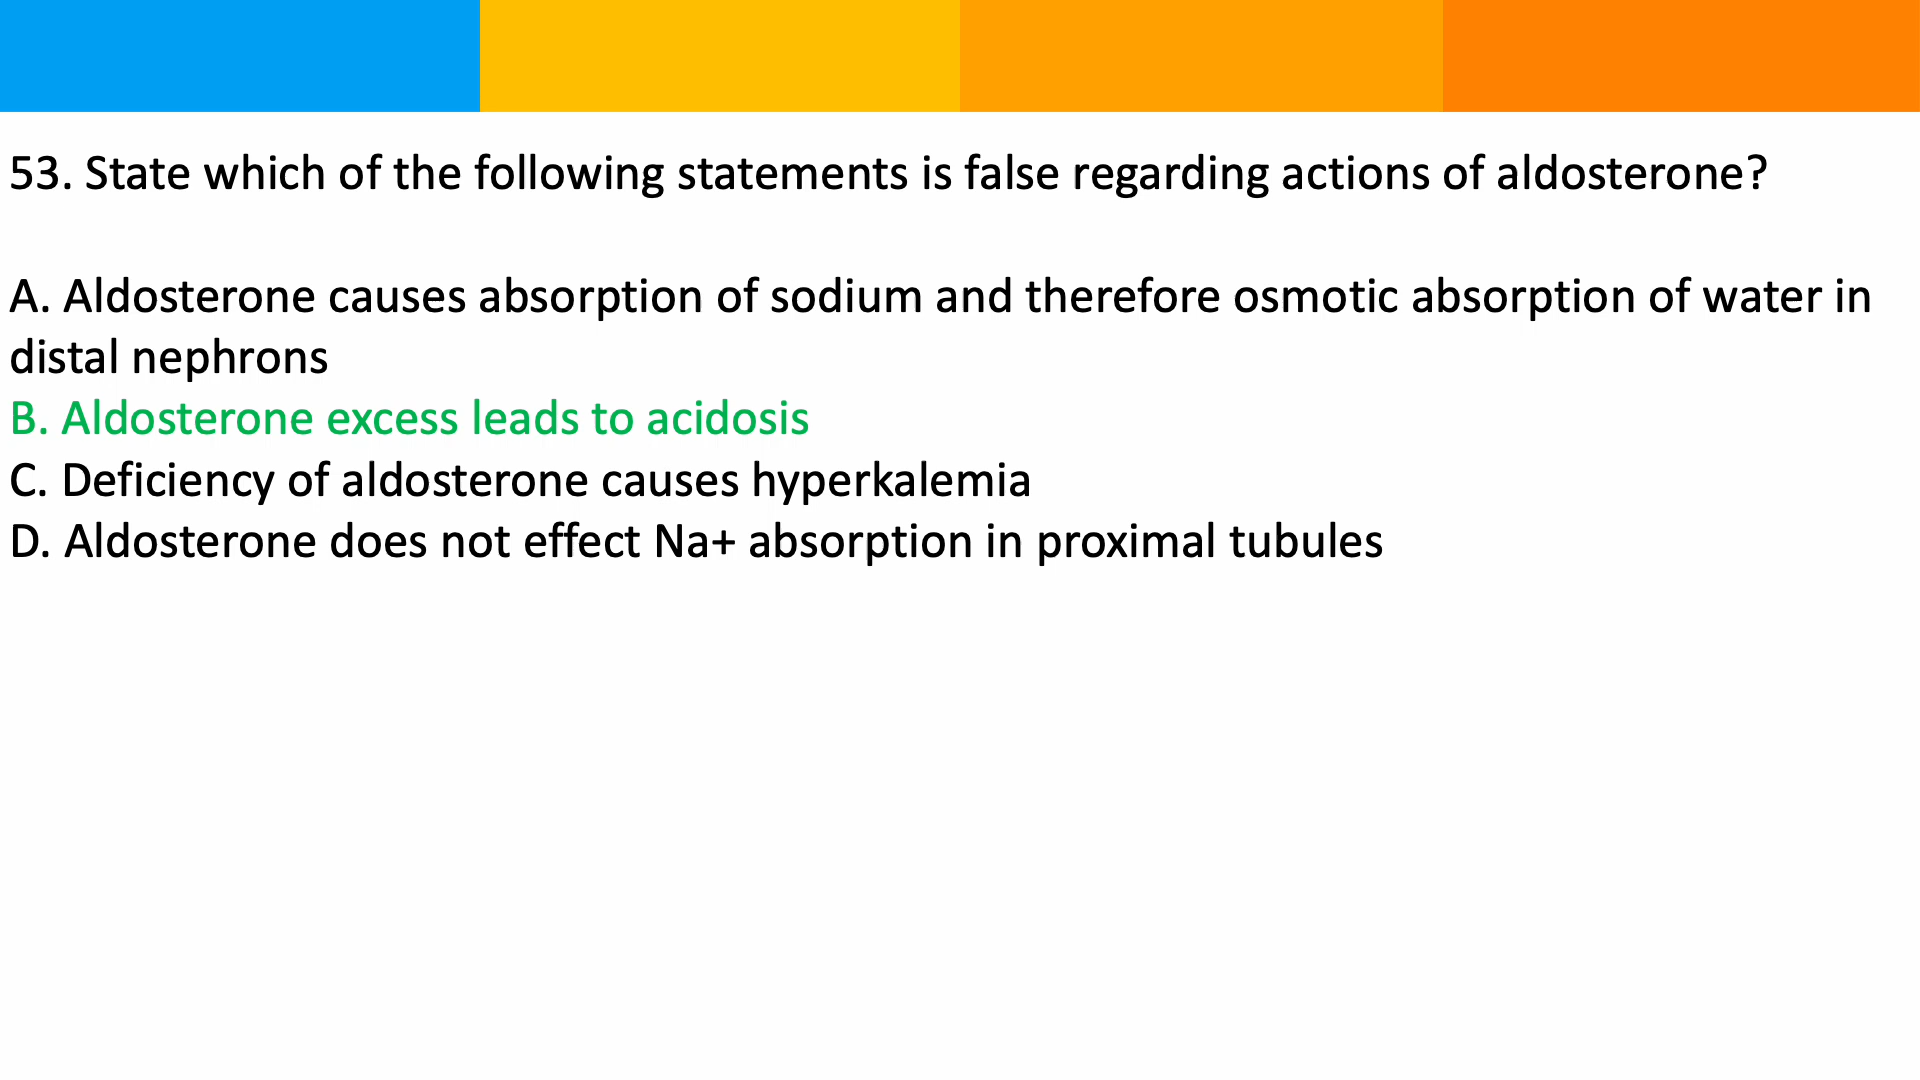 53. State which of the following statements is false regarding actions of aldosterone?
A. Aldosterone causes absorption of sodium and therefore osmotic absorption of water in
distal nephrons
B. Aldosterone excess leads to acidosis
C. Deficiency of aldosterone causes hyperkalemia
D. Aldosterone does not effect Na+ absorption in proximal tubules